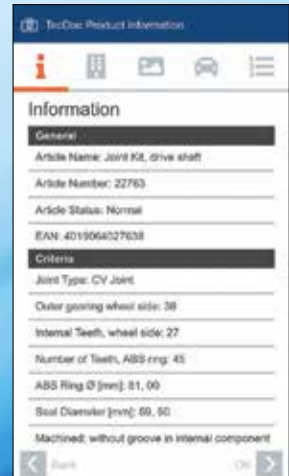 TecDoc Product Information
Information
General
Article Name: Joint Kit, drive shaft
Article Number: 22763
Article Status: Normal
EAN: 4019064027638
Criteria
Joint Type: CV Joint
Outer gearing wheel side: 38
Internal Teeth, wheel side: 27
Number of Teeth, ABS ring: 45
ABS Ring Ø [mm]: 81, 00
Seal Diameter [mm]: 59, 50
Machined: without groove in internal component
Back
OK